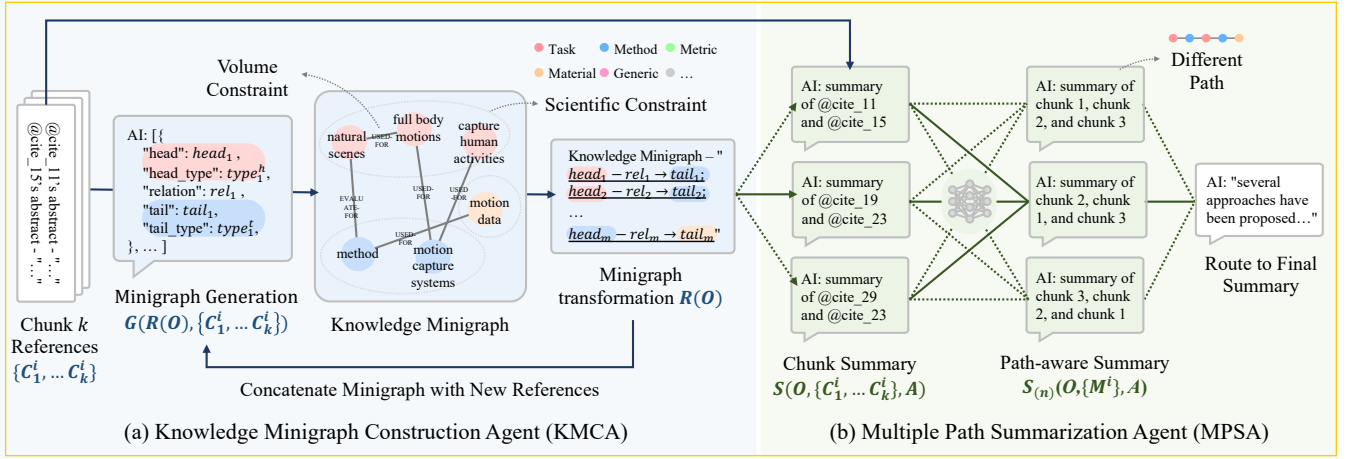 @cite_11's abstract - "..."
@cite_15's abstract - "..."
Chunk k
References
{C₁ⁱ, … Cₖⁱ}
AI: [{
"head": head₁ ,
"head_type": type₁ʰ,
"relation": rel₁ ,
"tail": tail₁,
"tail_type": type₁ᵗ,
}, ... ]
Minigraph Generation
G(R(O), {C₁ⁱ, … Cₖⁱ})
Volume
Constraint
Task
Method
Metric
Material
Generic
...
Scientific Constraint
natural
scenes
USED-
FOR
full body
motions
capture
human
activities
EVALU
ATE-
FOR
USED-
FOR
USED
-FOR
motion
data
method
USED-
FOR
motion
capture
systems
Knowledge Minigraph
Knowledge Minigraph – "
head₁ − rel₁ → tail₁;
head₂ − rel₂ → tail₂;
...
headₘ − relₘ → tailₘ"
Minigraph
transformation R(O)
Concatenate Minigraph with New References
(a) Knowledge Minigraph Construction Agent (KMCA)
AI: summary
of @cite_11
and @cite_15
AI: summary
of @cite_19
and @cite_23
AI: summary
of @cite_29
and @cite_23
Chunk Summary
S(O, {C₁ⁱ, … Cₖⁱ}, A)
AI: summary of
chunk 1, chunk
2, and chunk 3
AI: summary of
chunk 2, chunk
1, and chunk 3
AI: summary of
chunk 3, chunk
2, and chunk 1
Path-aware Summary
S₍ₙ₎(O,{Mⁱ}, A)
Different
Path
AI: "several
approaches have
been proposed…"
Route to Final
Summary
(b) Multiple Path Summarization Agent (MPSA)